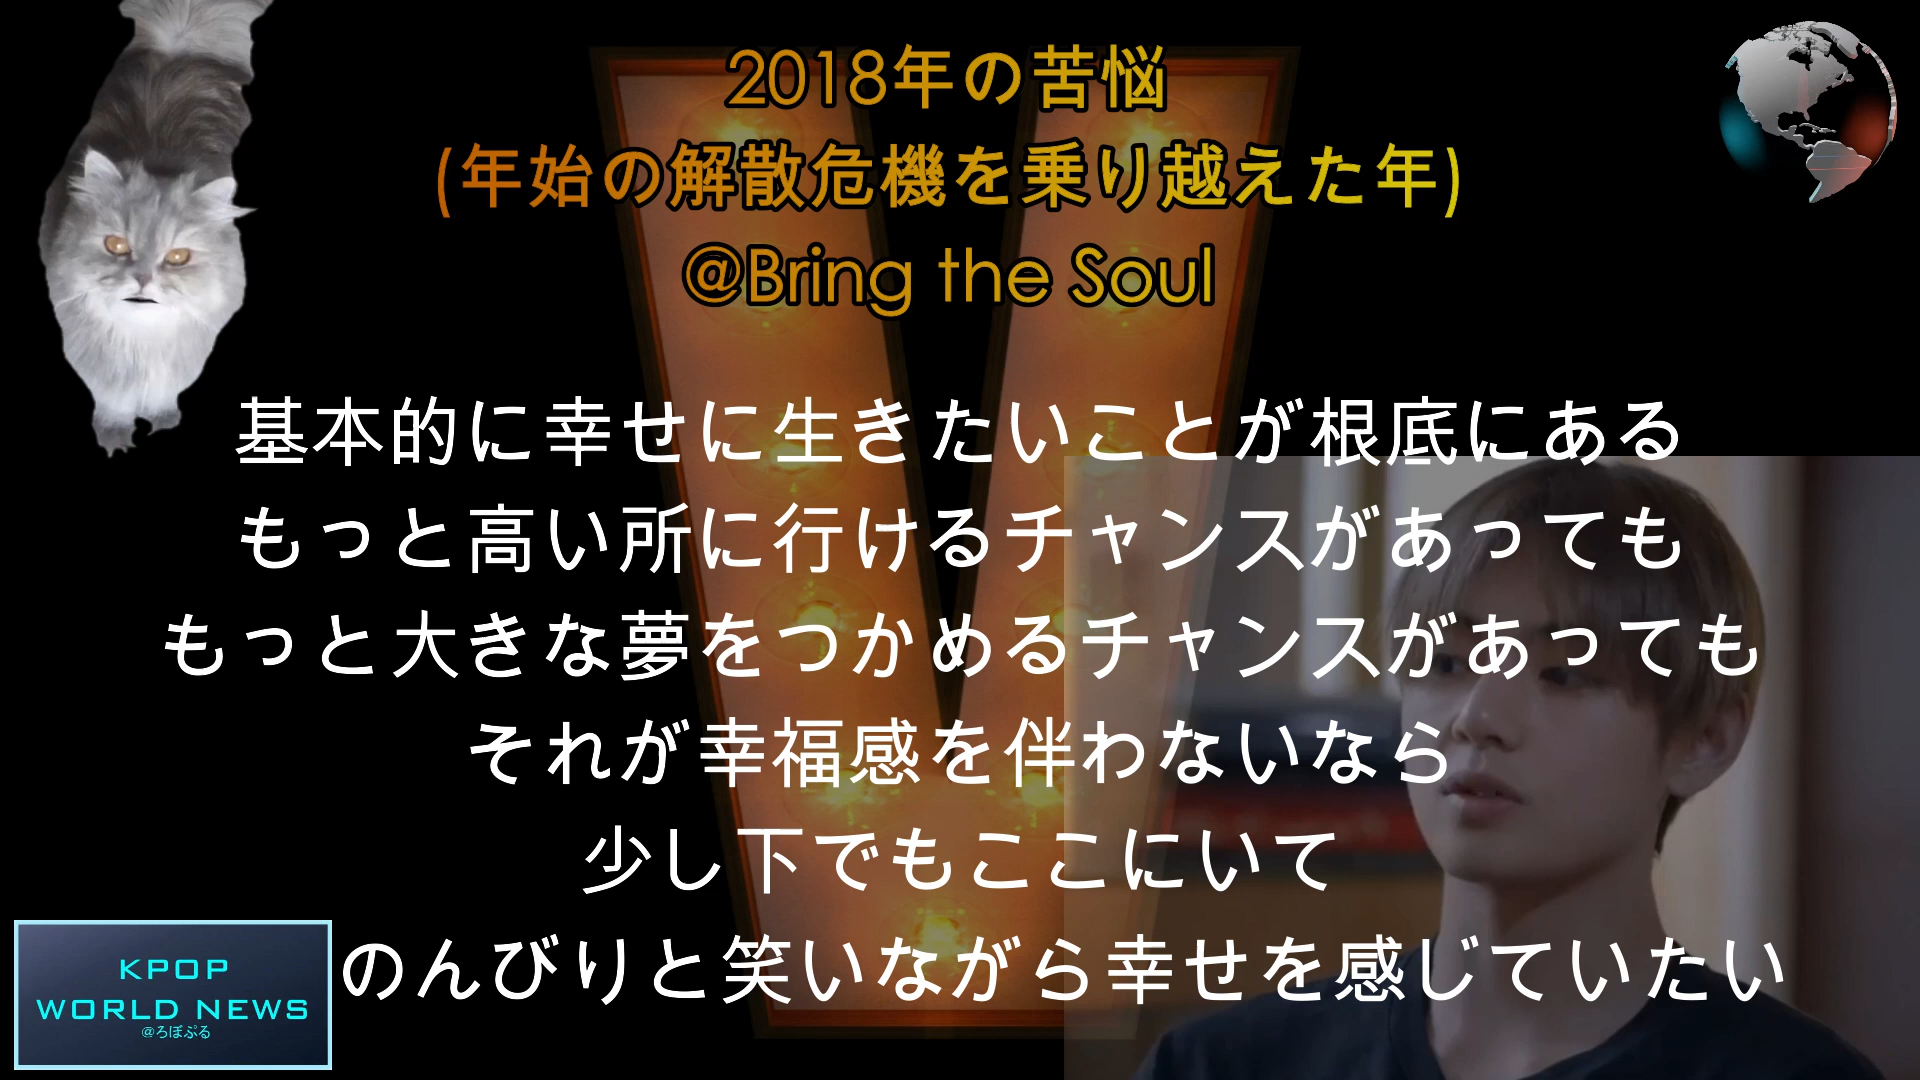 2018年の苦悩
(年始の解散危機を乗り越えた年)
@Bring the Soul
基本的に幸せに生きたいことが根底にある
もっと高い所に行けるチャンスがあっても
もっと大きな夢をつかめるチャンスがあっても
それが幸福感を伴わないなら
少し下でもここにいて
のんびりと笑いながら幸せを感じていたい
KPOP
WORLD NEWS
@ろぼぷる